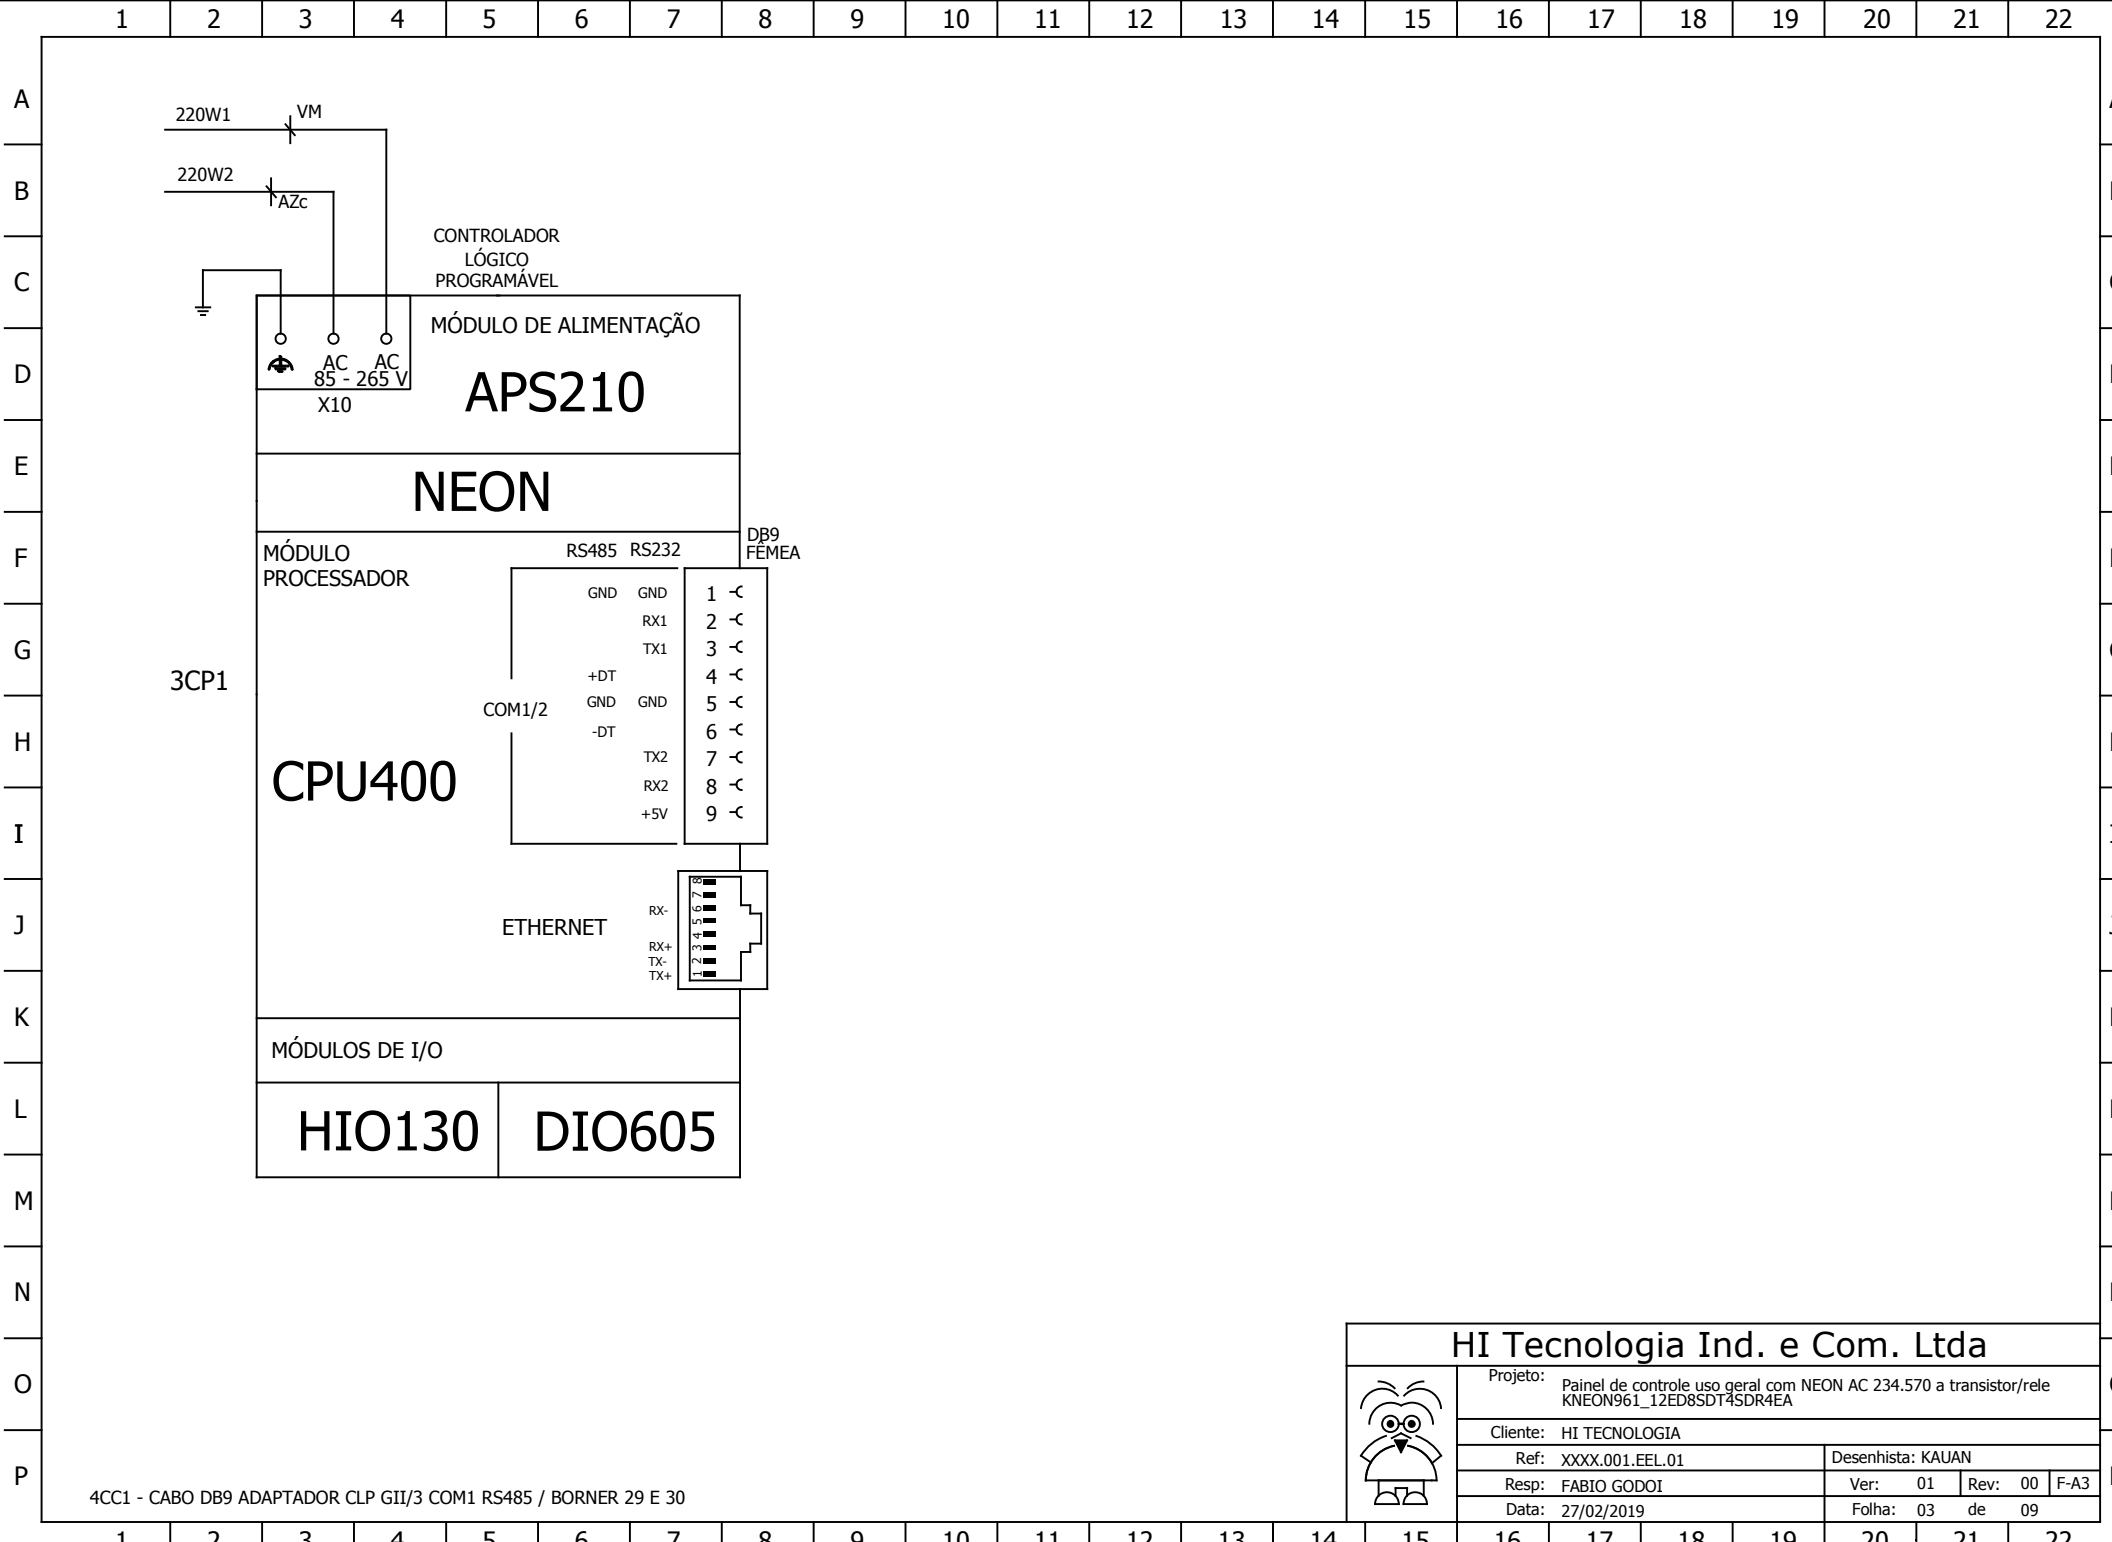 1 2 3 4 5 6 7 8 9 10 11 12 13 14 15 16 17 18 19 20 21 22
A
B
C
D
E
F
G
H
I
J
K
L
M
N
O
P
220W1
VM
220W2
AZc
CONTROLADOR
LÓGICO
PROGRAMÁVEL
MÓDULO DE ALIMENTAÇÃO
AC AC
85 - 265 V
X10
APS210
NEON
MÓDULO
PROCESSADOR
RS485 RS232
DB9
FÊMEA
GND GND 1
RX1 2
TX1 3
+DT 4
GND GND 5
-DT 6
TX2 7
RX2 8
+5V 9
COM1/2
3CP1
CPU400
ETHERNET
RX-
RX+
TX-
TX+
1 2 3 4 5 6 7 8
MÓDULOS DE I/O
HIO130 DIO605
HI Tecnologia Ind. e Com. Ltda
Projeto: Painel de controle uso geral com NEON AC 234.570 a transistor/rele
KNEON961_12ED8SDT4SDR4EA
Cliente: HI TECNOLOGIA
Ref: XXXX.001.EEL.01 Desenhista: KAUAN
Resp: FABIO GODOI Ver: 01 Rev: 00 F-A3
Data: 27/02/2019 Folha: 03 de 09
4CC1 - CABO DB9 ADAPTADOR CLP GII/3 COM1 RS485 / BORNER 29 E 30
1 2 3 4 5 6 7 8 9 10 11 12 13 14 15 16 17 18 19 20 21 22